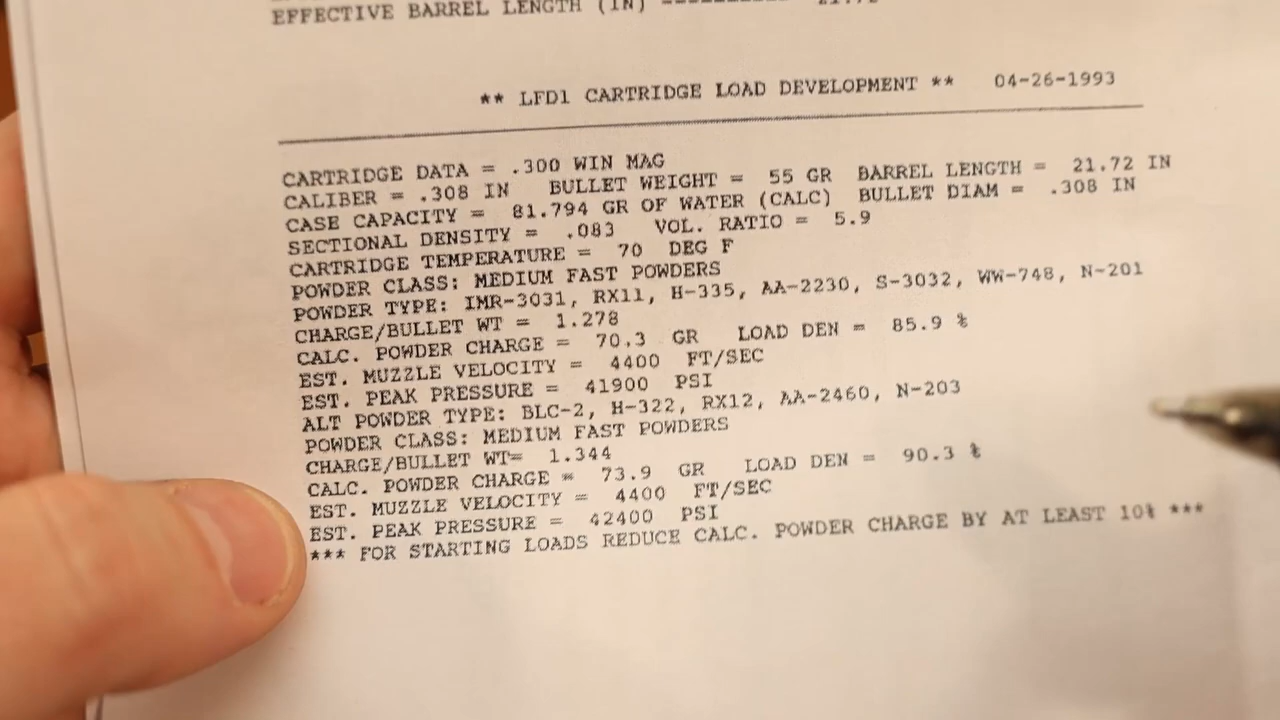 EFFECTIVE BARREL LENGTH (IN) ---------- 21.72
** LFD1 CARTRIDGE LOAD DEVELOPMENT ** 04-26-1993
CARTRIDGE DATA = .300 WIN MAG
CALIBER = .308 IN BULLET WEIGHT = 55 GR BARREL LENGTH = 21.72 IN
CASE CAPACITY = 81.794 GR OF WATER (CALC) BULLET DIAM = .308 IN
SECTIONAL DENSITY = .083 VOL. RATIO = 5.9
CARTRIDGE TEMPERATURE = 70 DEG F
POWDER CLASS: MEDIUM FAST POWDERS
POWDER TYPE: IMR-3031, RX11, H-335, AA-2230, S-3032, WW-748, N-201
CHARGE/BULLET WT = 1.278
CALC. POWDER CHARGE = 70.3 GR LOAD DEN = 85.9 %
EST. MUZZLE VELOCITY = 4400 FT/SEC
EST. PEAK PRESSURE = 41900 PSI
ALT POWDER TYPE: BLC-2, H-322, RX12, AA-2460, N-203
POWDER CLASS: MEDIUM FAST POWDERS
CHARGE/BULLET WT= 1.344
CALC. POWDER CHARGE = 73.9 GR LOAD DEN = 90.3 %
EST. MUZZLE VELOCITY = 4400 FT/SEC
EST. PEAK PRESSURE = 42400 PSI
*** FOR STARTING LOADS REDUCE CALC. POWDER CHARGE BY AT LEAST 10% ***